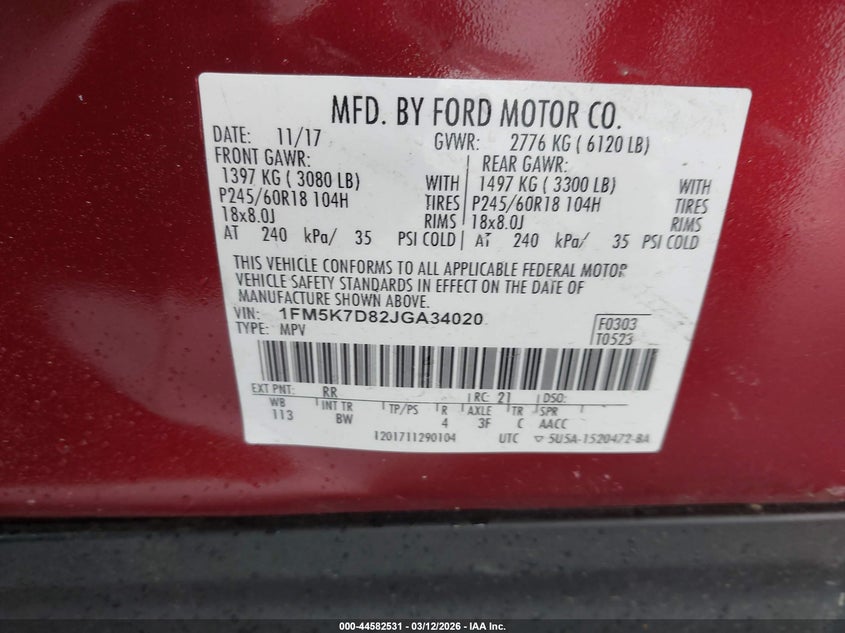 MFD. BY FORD MOTOR CO.
DATE: 11/17 GVWR: 2776 KG ( 6120 LB)
FRONT GAWR: REAR GAWR:
1397 KG ( 3080 LB) WITH 1497 KG ( 3300 LB) WITH
P245/60R18 104H TIRES P245/60R18 104H TIRES
18x8.0J RIMS 18x8.0J RIMS
AT 240 kPa/ 35 PSI COLD AT 240 kPa/ 35 PSI COLD
THIS VEHICLE CONFORMS TO ALL APPLICABLE FEDERAL MOTOR
VEHICLE SAFETY STANDARDS IN EFFECT ON THE DATE OF
MANUFACTURE SHOWN ABOVE.
VIN: 1FM5K7D82JGA34020 F0303
TYPE: MPV T0523
EXT PNT: RR RC: 21 DSO:
WB INT TR TP/PS R AXLE TR SPR
113 BW 4 3F C AACC
1201711290104 UTC ▽ 5U5A-1520472-BA
000-44582531 - 03/12/2026 - IAA Inc.